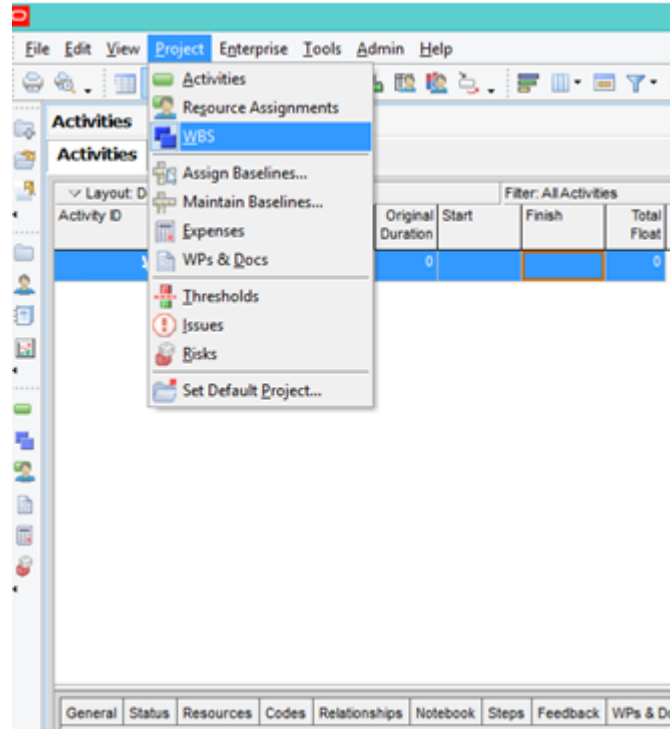 File Edit View Project Enterprise Tools Admin Help
Activities
Resource Assignments
WBS
Assign Baselines...
Maintain Baselines...
Expenses
WPs & Docs
Thresholds
Issues
Risks
Set Default Project...
Activities
Activities
Layout: D
Filter: All Activities
Activity ID
Original Duration
Start
Finish
Total Float
0
0
General Status Resources Codes Relationships Notebook Steps Feedback WPs & D